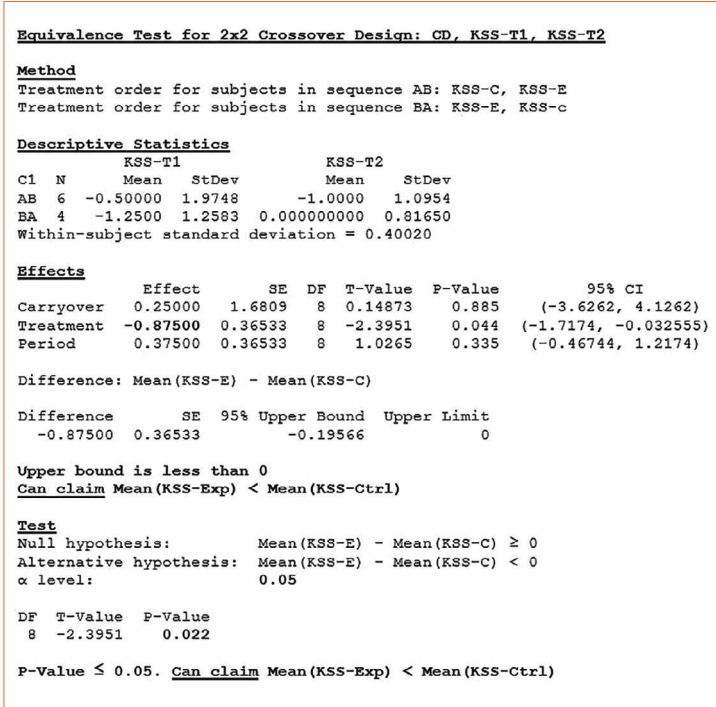 Equivalence Test for 2x2 Crossover Design: CD, KSS-T1, KSS-T2
Method
Treatment order for subjects in sequence AB: KSS-C, KSS-E
Treatment order for subjects in sequence BA: KSS-E, KSS-c
Descriptive Statistics
KSS-T1 KSS-T2
C1 N Mean StDev Mean StDev
AB 6 -0.50000 1.9748 -1.0000 1.0954
BA 4 -1.2500 1.2583 0.000000000 0.81650
Within-subject standard deviation = 0.40020
Effects
Effect SE DF T-Value P-Value 95% CI
Carryover 0.25000 1.6809 8 0.14873 0.885 (-3.6262, 4.1262)
Treatment -0.87500 0.36533 8 -2.3951 0.044 (-1.7174, -0.032555)
Period 0.37500 0.36533 8 1.0265 0.335 (-0.46744, 1.2174)
Difference: Mean(KSS-E) - Mean(KSS-C)
Difference SE 95% Upper Bound Upper Limit
-0.87500 0.36533 -0.19566 0
Upper bound is less than 0
Can claim Mean(KSS-Exp) < Mean(KSS-Ctrl)
Test
Null hypothesis: Mean(KSS-E) - Mean(KSS-C) ≥ 0
Alternative hypothesis: Mean(KSS-E) - Mean(KSS-C) < 0
α level: 0.05
DF T-Value P-Value
8 -2.3951 0.022
P-Value ≤ 0.05. Can claim Mean(KSS-Exp) < Mean(KSS-Ctrl)